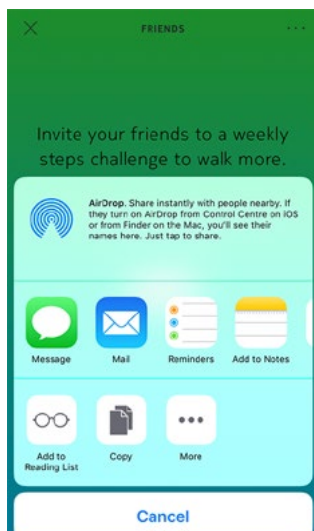 FRIENDS
Invite your friends to a weekly
steps challenge to walk more.
AirDrop. Share instantly with people nearby. If
they turn on AirDrop from Control Centre on iOS
or from Finder on the Mac, you'll see their
names here. Just tap to share.
Message Mail Reminders Add to Notes
Add to Copy More
Reading List
Cancel